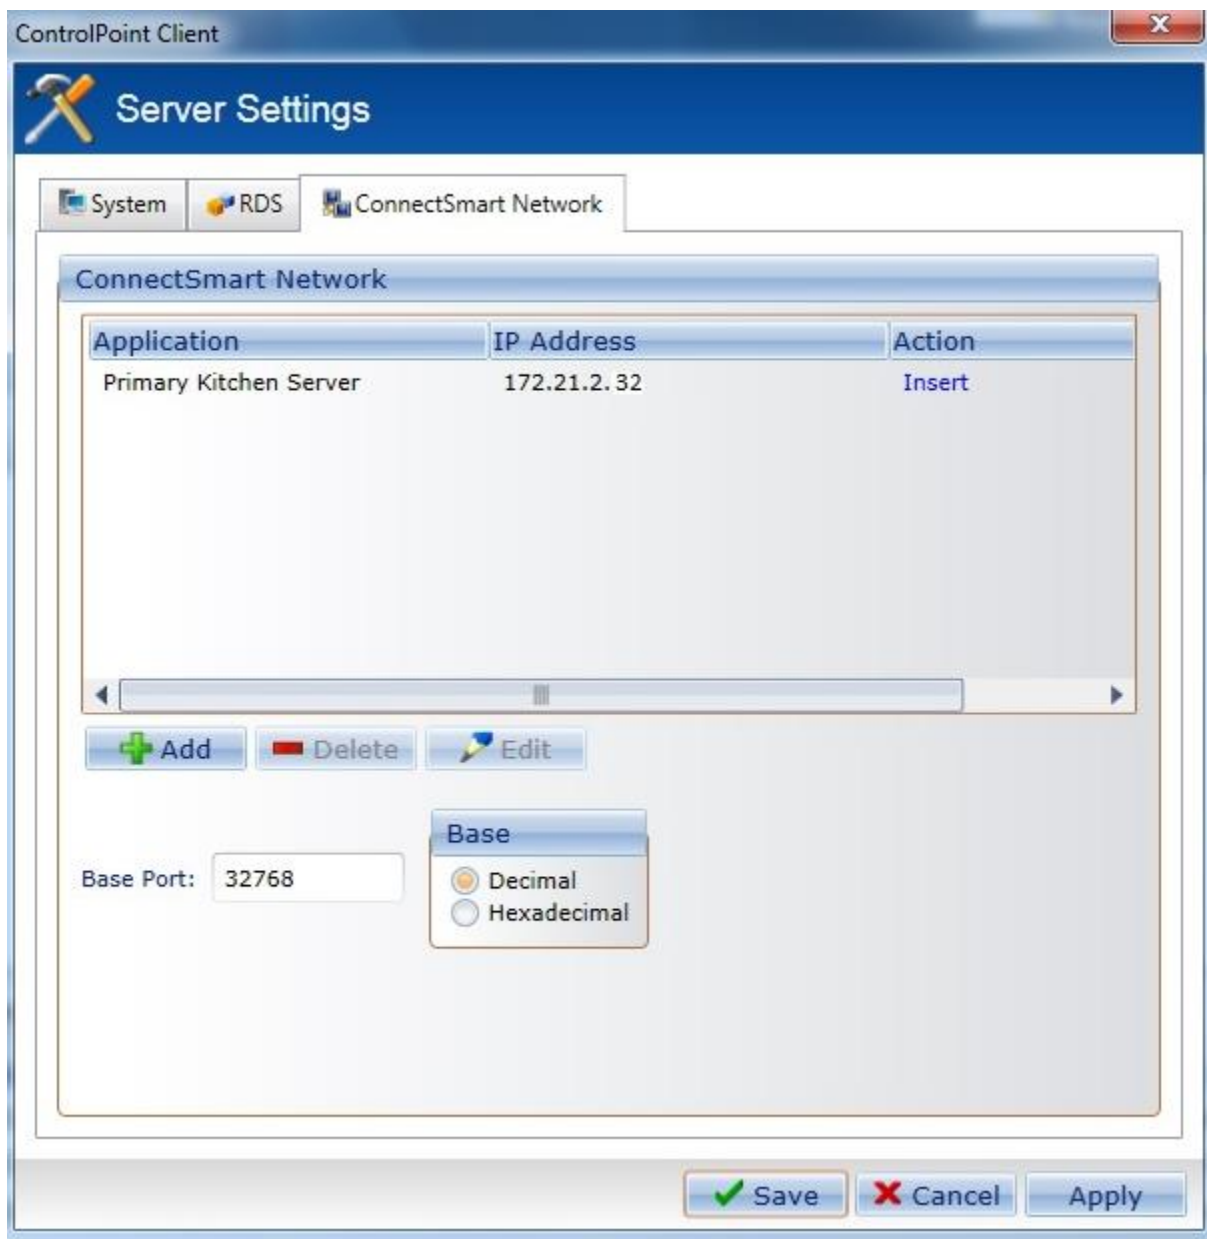 ControlPoint Client
Server Settings
System RDS ConnectSmart Network
ConnectSmart Network
Application IP Address Action
Primary Kitchen Server 172.21.2.32 Insert
Add Delete Edit
Base
Base Port: 32768
Decimal
Hexadecimal
Save Cancel Apply